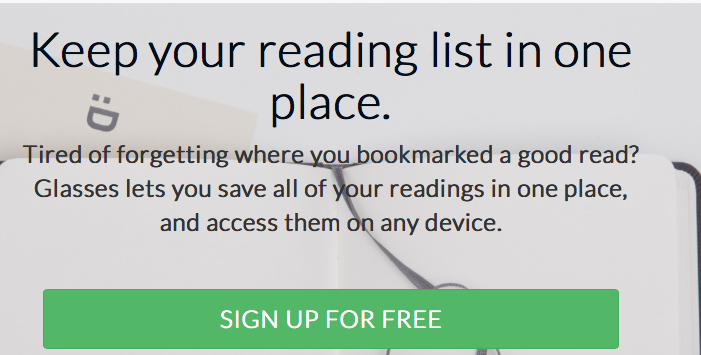 Keep your reading list in one
place.
Tired of forgetting where you bookmarked a good read?
Glasses lets you save all of your readings in one place,
and access them on any device.
SIGN UP FOR FREE